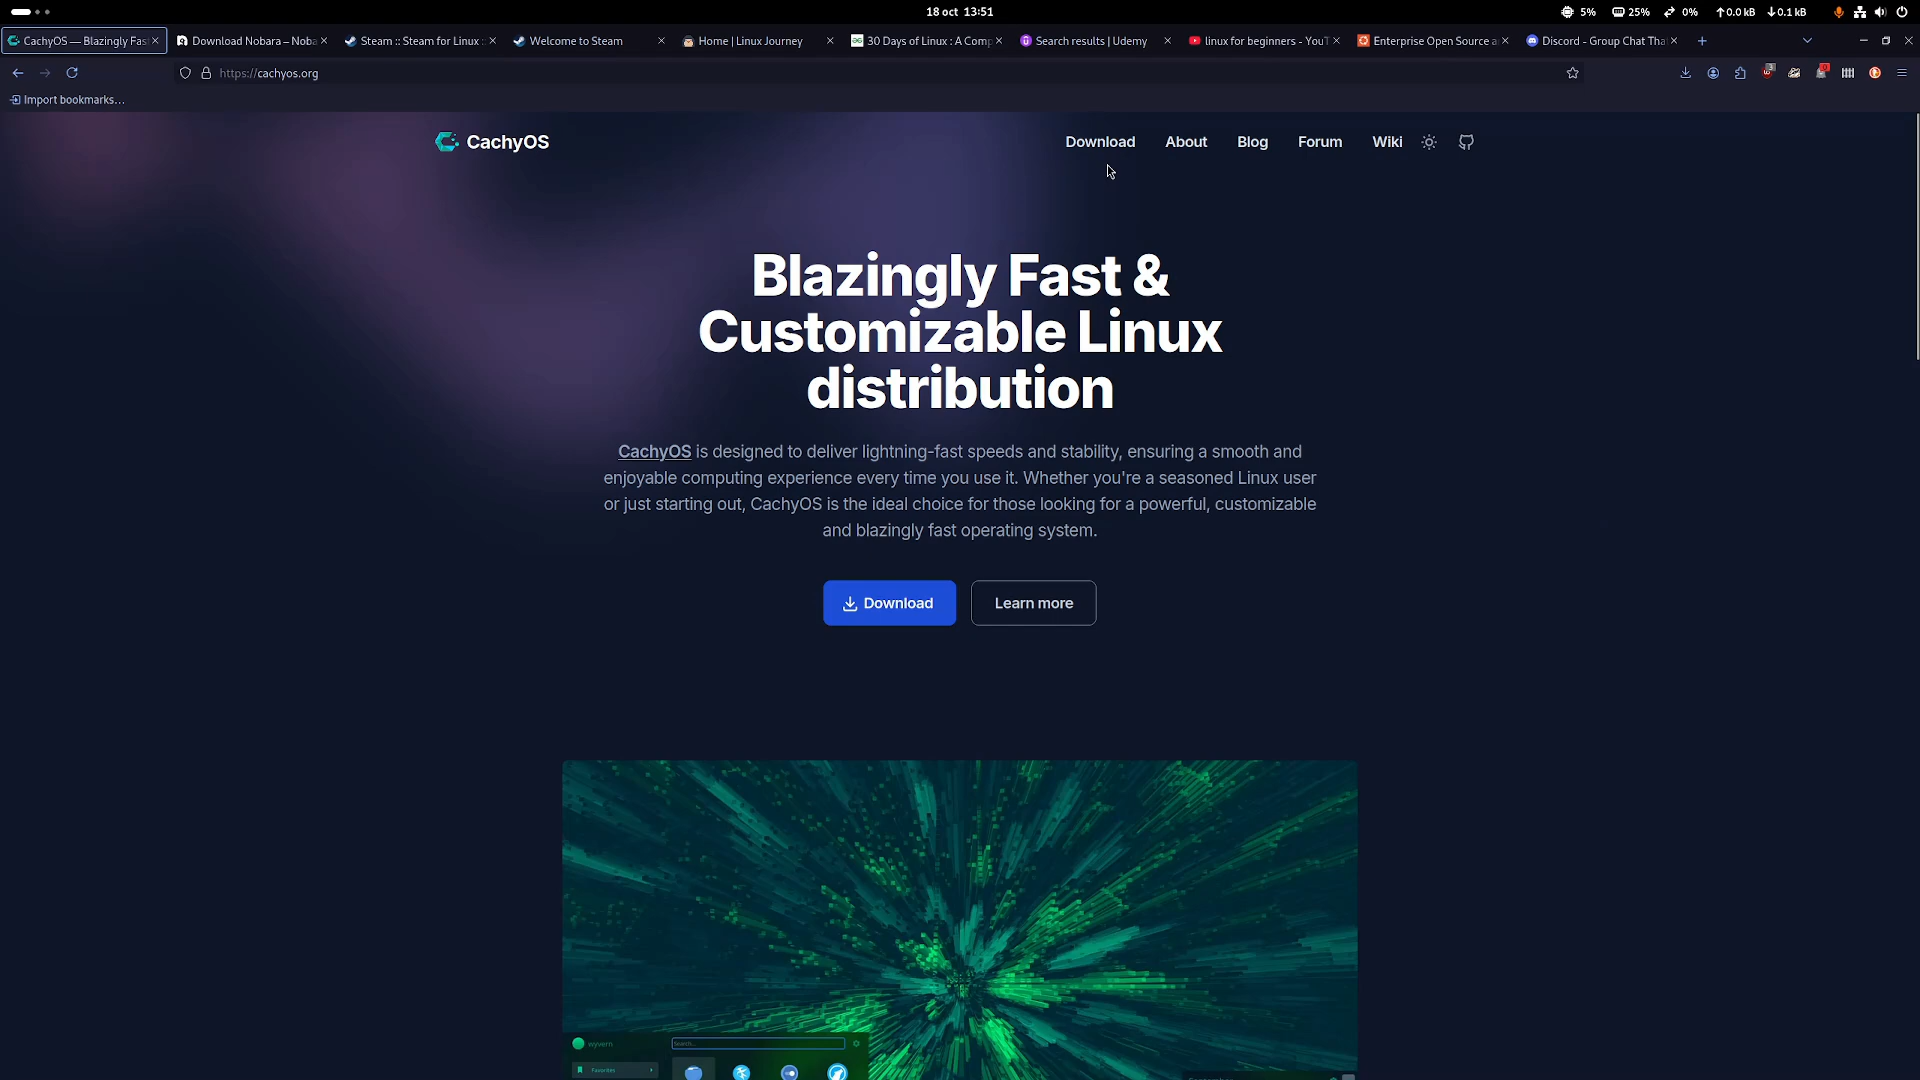 18 oct 13:51
5% 25% 0% 0.0 kB 0.1 kB
CachyOS — Blazingly Fas
Download Nobara – Noba
Steam :: Steam for Linux :
Welcome to Steam
Home | Linux Journey
30 Days of Linux : A Comp
Search results | Udemy
linux for beginners - YouT
Enterprise Open Source a
Discord - Group Chat Tha
https://cachyos.org
Import bookmarks…
CachyOS
Download About Blog Forum Wiki
Blazingly Fast &
Customizable Linux
distribution
CachyOS is designed to deliver lightning-fast speeds and stability, ensuring a smooth and
enjoyable computing experience every time you use it. Whether you're a seasoned Linux user
or just starting out, CachyOS is the ideal choice for those looking for a powerful, customizable
and blazingly fast operating system.
Download Learn more
wyvern
Search...
Favorites